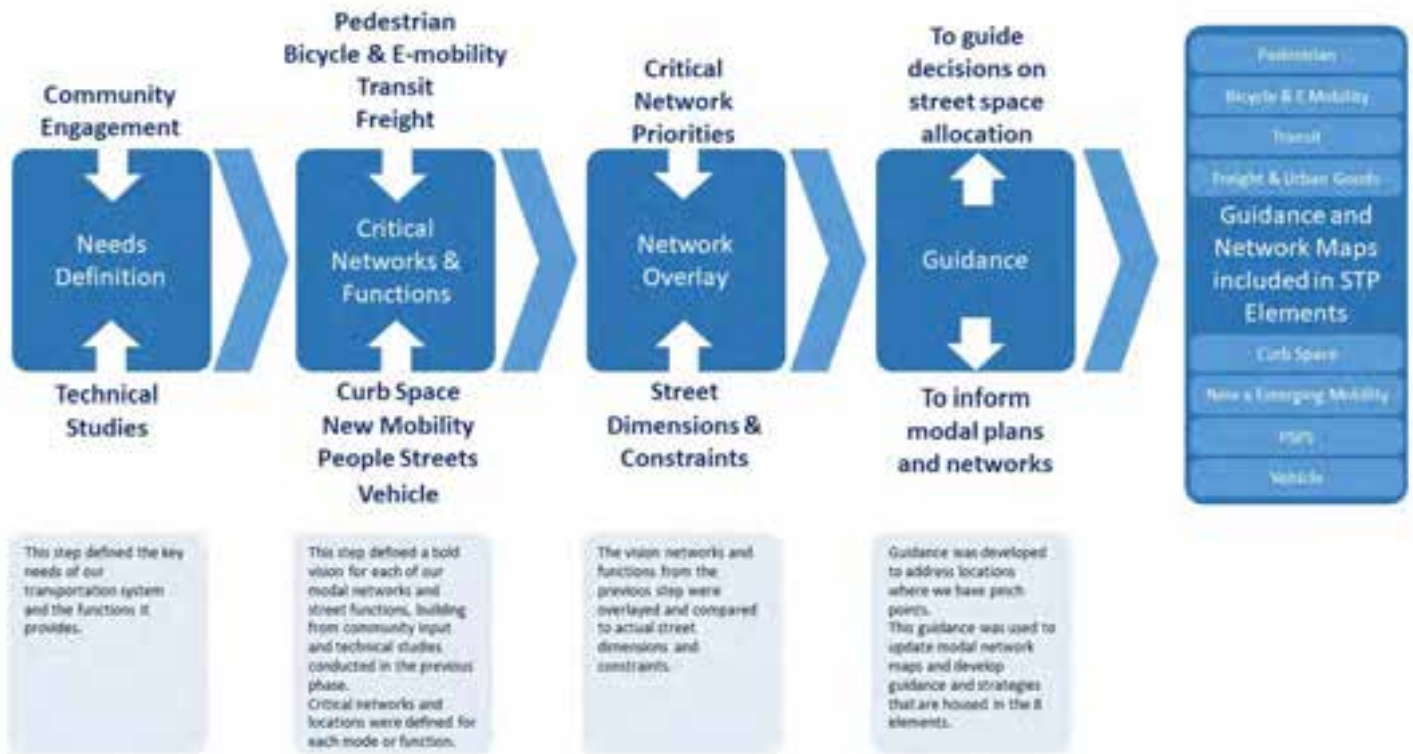 Community
Engagement
Needs
Definition
Technical
Studies
Pedestrian
Bicycle & E-mobility
Transit
Freight
Critical
Networks &
Functions
Curb Space
New Mobility
People Streets
Vehicle
Critical
Network
Priorities
Network
Overlay
Street
Dimensions &
Constraints
To guide
decisions on
street space
allocation
Guidance
To inform
modal plans
and networks
Pedestrian
Bicycle & E Mobility
Transit
Freight & Urban Goods
Guidance and
Network Maps
included in STP
Elements
Curb Space
Emerging Mobility
PSPS
Vehicle
This step defined the key
needs of our
transportation system
and the functions it
provides.
This step defined a bold
vision for each of our
modal networks and
street functions, building
from community input
and technical studies
conducted in the previous
phase.
Critical networks and
locations were defined for
each mode or function.
The vision networks and
functions from the
previous step were
overlayed and compared
to actual street
dimensions and
constraints.
Guidance was developed
to address locations
where we have pinch
points.
This guidance was used to
update modal network
maps and develop
guidance and strategies
that are housed in the 8
elements.